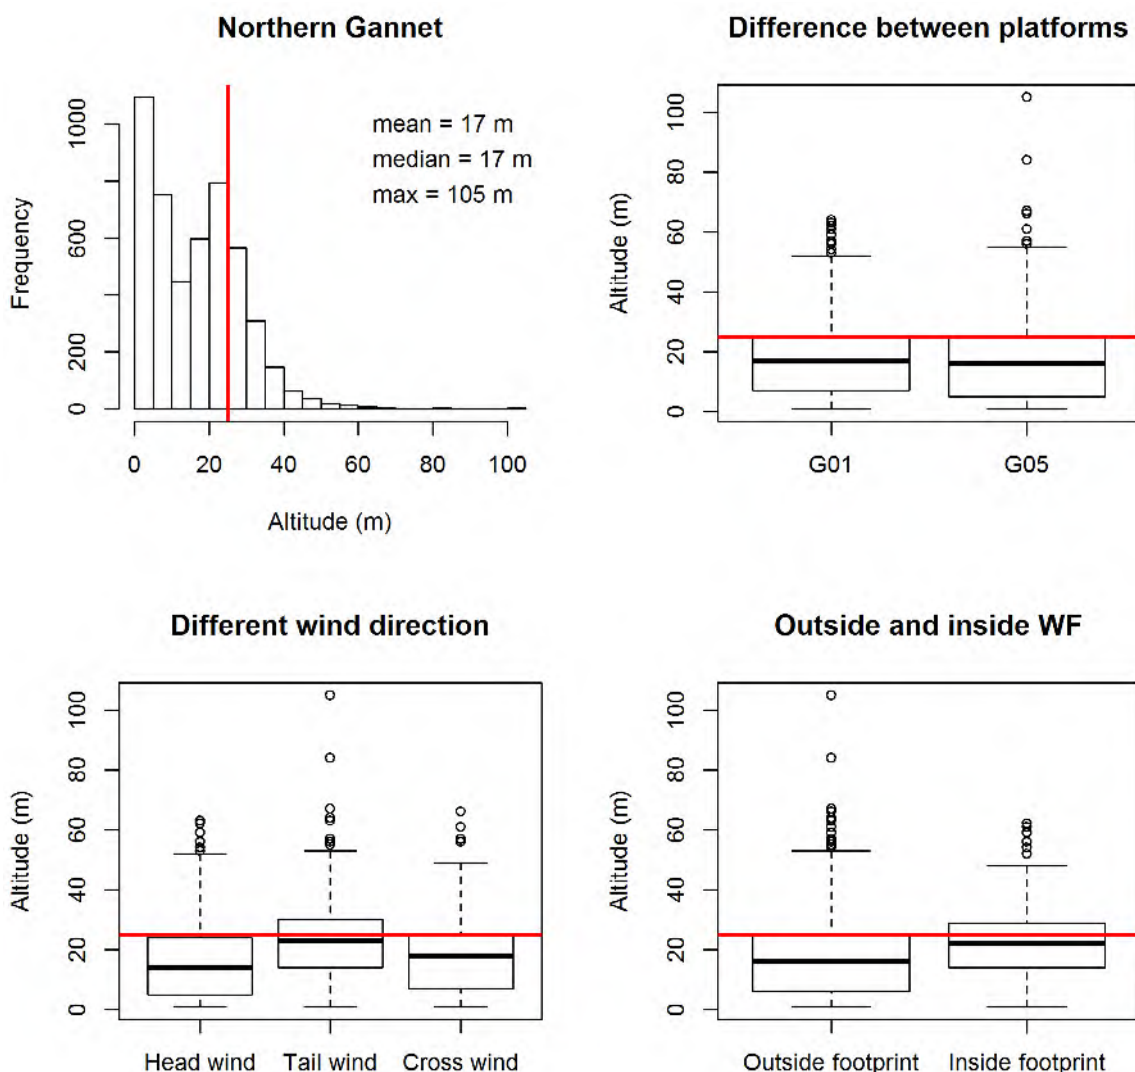 Northern Gannet
mean = 17 m
median = 17 m
max = 105 m
Frequency
0
200
600
1000
0 20 40 60 80 100
Altitude (m)
Difference between platforms
Altitude (m)
0
20
40
60
80
100
G01 G05
Different wind direction
Altitude (m)
0
20
40
60
80
100
Head wind Tail wind Cross wind
Outside and inside WF
Altitude (m)
0
20
40
60
80
100
Outside footprint Inside footprint